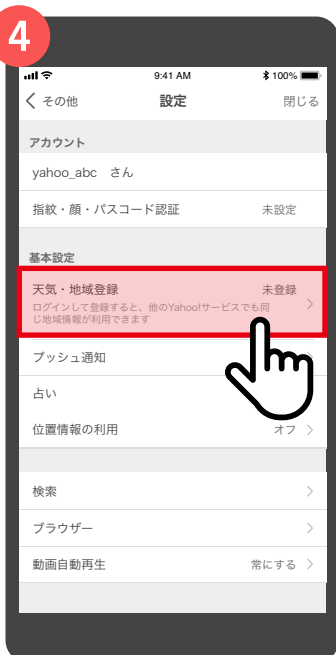 4
9:41 AM
100%
その他
設定
閉じる
アカウント
yahoo_abc さん
指紋・顔・パスコード認証
未設定
基本設定
天気・地域登録
未登録
ログインして登録すると、他のYahoo!サービスでも同
じ地域情報が利用できます
プッシュ通知
占い
位置情報の利用
オフ
検索
ブラウザー
動画自動再生
常にする